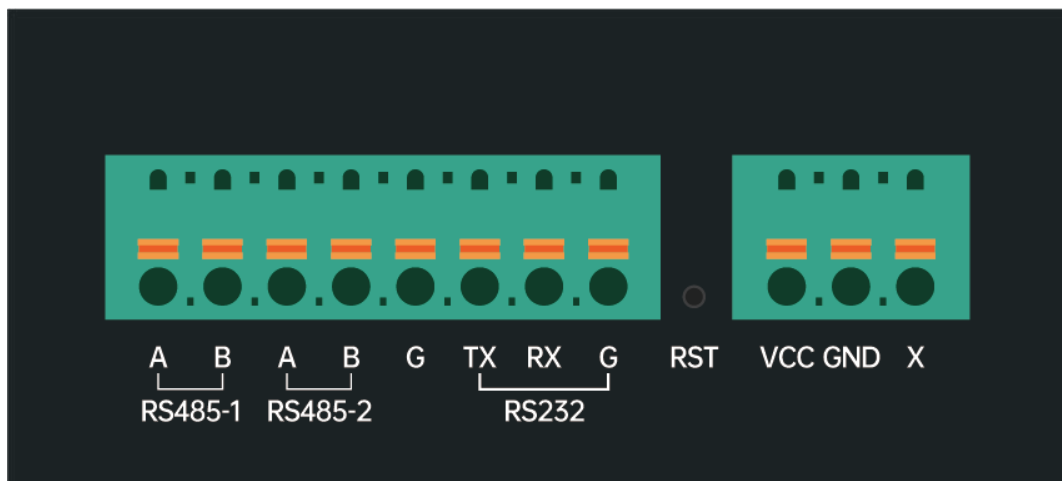 A B A B G TX RX G RST VCC GND X
RS485-1 RS485-2 RS232